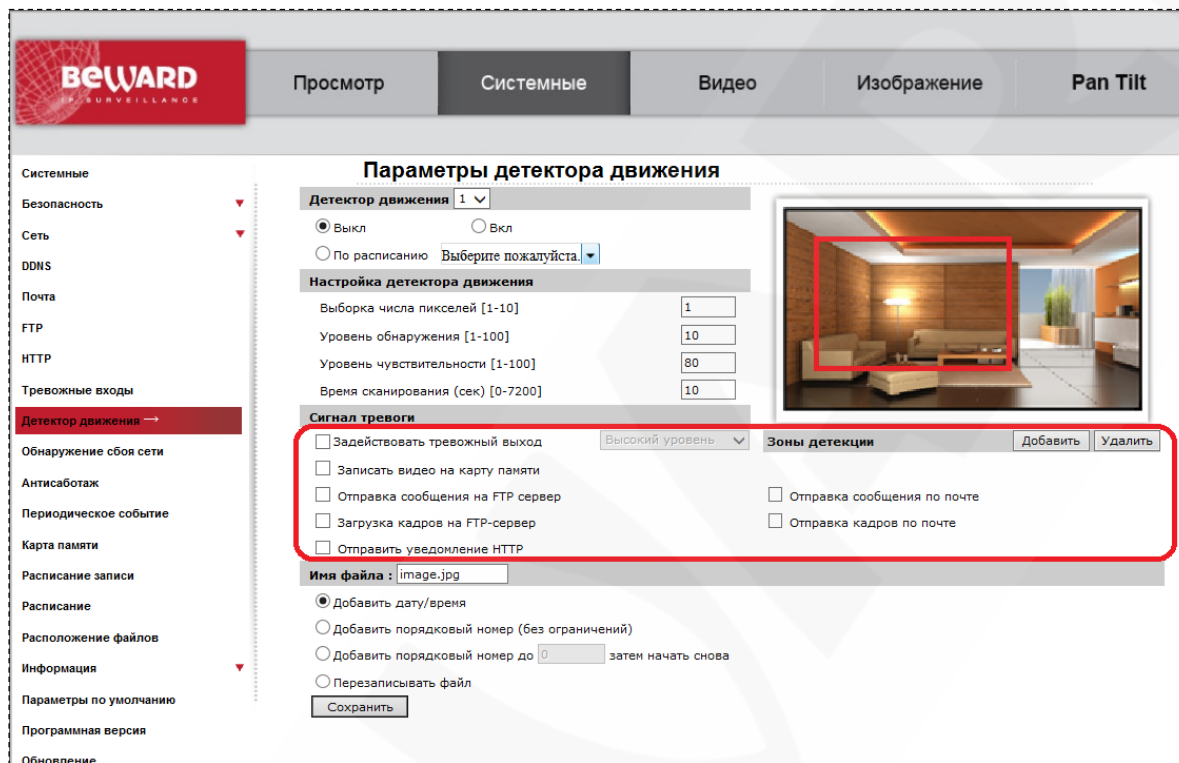 BEWARD
IP SURVEILLANCE
Просмотр
Системные
Видео
Изображение
Pan Tilt
Системные
Безопасность
Сеть
DDNS
Почта
FTP
HTTP
Тревожные входы
Детектор движения →
Обнаружение сбоя сети
Антисаботаж
Периодическое событие
Карта памяти
Расписание записи
Расписание
Расположение файлов
Информация
Параметры по умолчанию
Программная версия
Обновление
Параметры детектора движения
Детектор движения 1
Выкл Вкл
По расписанию Выберите пожалуйста.
Настройка детектора движения
Выборка числа пикселей [1-10] 1
Уровень обнаружения [1-100] 10
Уровень чувствительности [1-100] 80
Время сканирования (сек) [0-7200] 10
Сигнал тревоги
Задействовать тревожный выход Высокий уровень Зоны детекции Добавить Удалить
Записать видео на карту памяти
Отправка сообщения на FTP сервер Отправка сообщения по почте
Загрузка кадров на FTP-сервер Отправка кадров по почте
Отправить уведомление HTTP
Имя файла : image.jpg
Добавить дату/время
Добавить порядковый номер (без ограничений)
Добавить порядковый номер до 0 затем начать снова
Перезаписывать файл
Сохранить